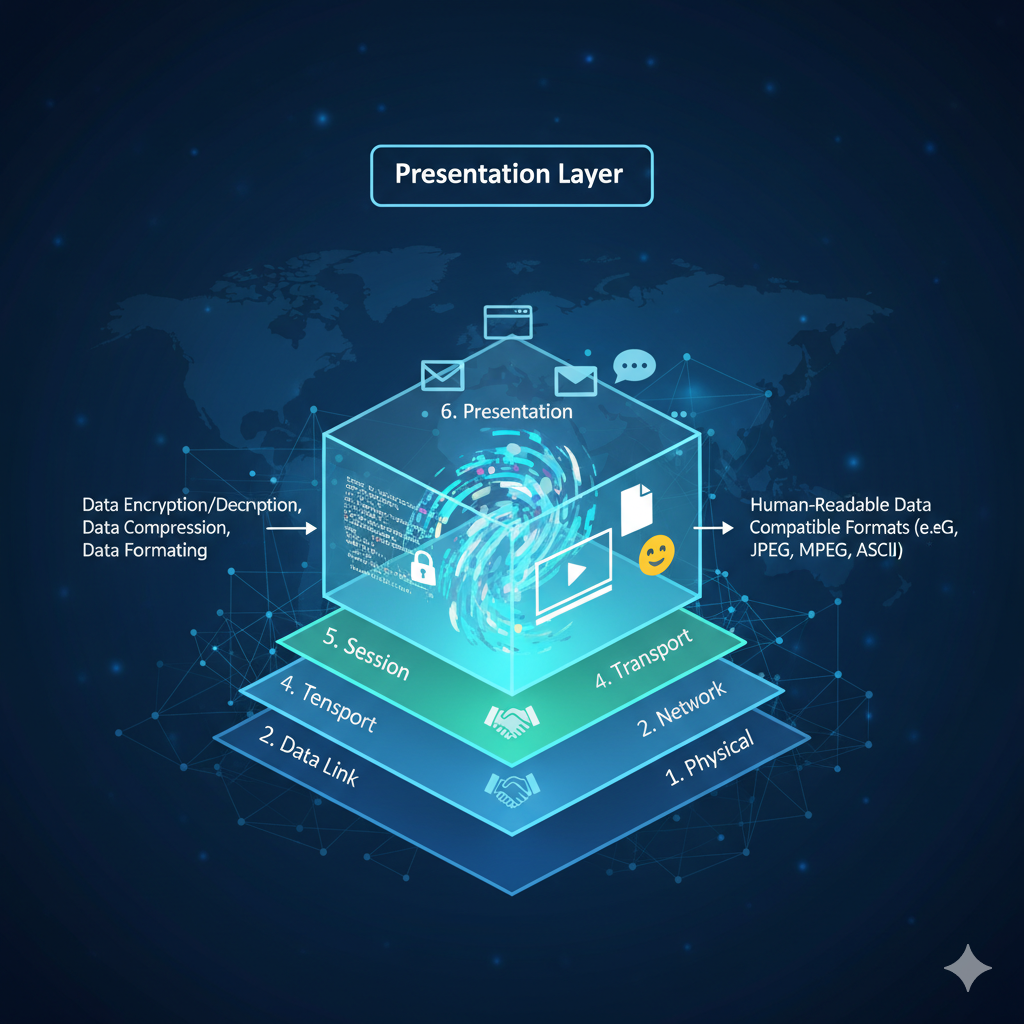 Presentation Layer
6. Presentation
Data Encryption/Decrnption,
Data Compression,
Data Formating
Human-Readable Data
Compatible Formats (e.eG,
JPEG, MPEG, ASCII)
5. Session
4. Transport
4. Tensport
2. Network
2. Data Link
1. Physical